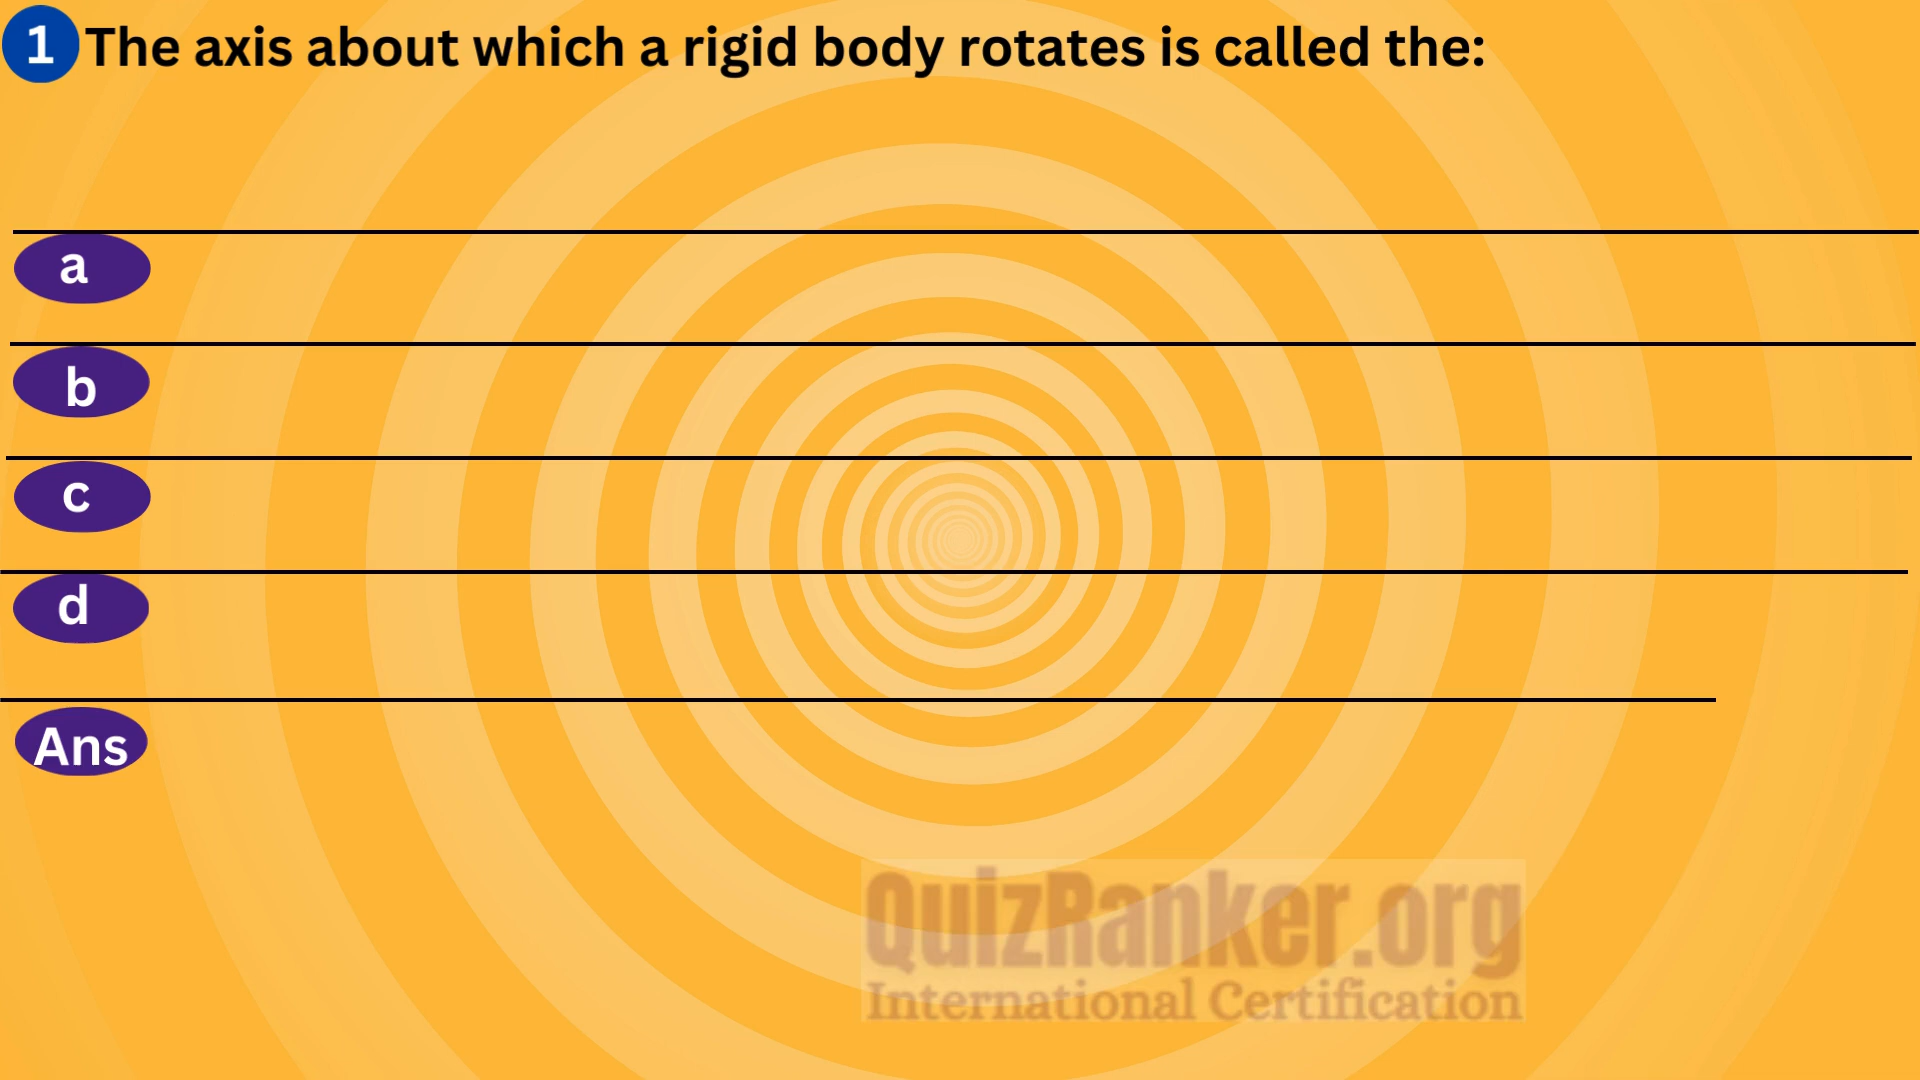 1 The axis about which a rigid body rotates is called the:
a
b
c
d
Ans
QuizRanker.org
International Certification